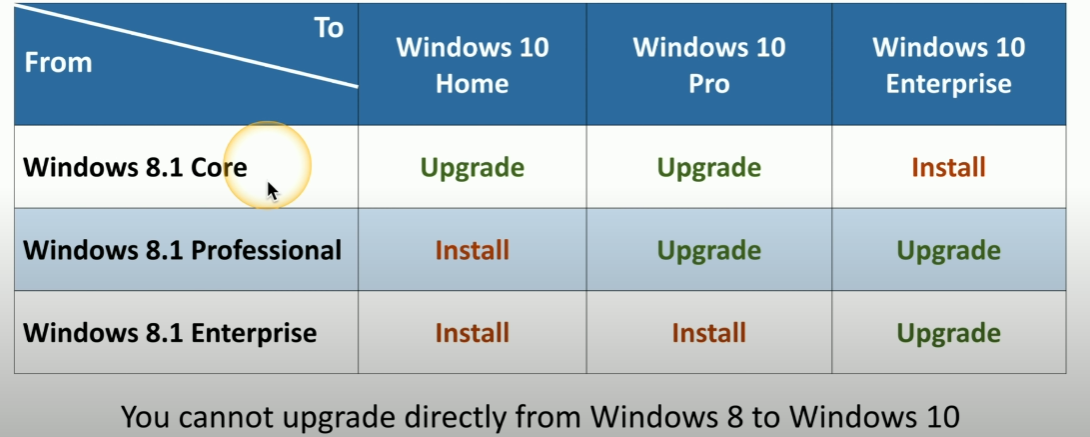 To
From
Windows 10 Home
Windows 10 Pro
Windows 10 Enterprise
Windows 8.1 Core
Upgrade
Upgrade
Install
Windows 8.1 Professional
Install
Upgrade
Upgrade
Windows 8.1 Enterprise
Install
Install
Upgrade
You cannot upgrade directly from Windows 8 to Windows 10